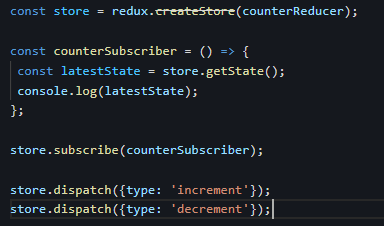 const store = redux.createStore(counterReducer);
const counterSubscriber = () => {
const latestState = store.getState();
console.log(latestState);
};
store.subscribe(counterSubscriber);
store.dispatch({type: 'increment'});
store.dispatch({type: 'decrement'});